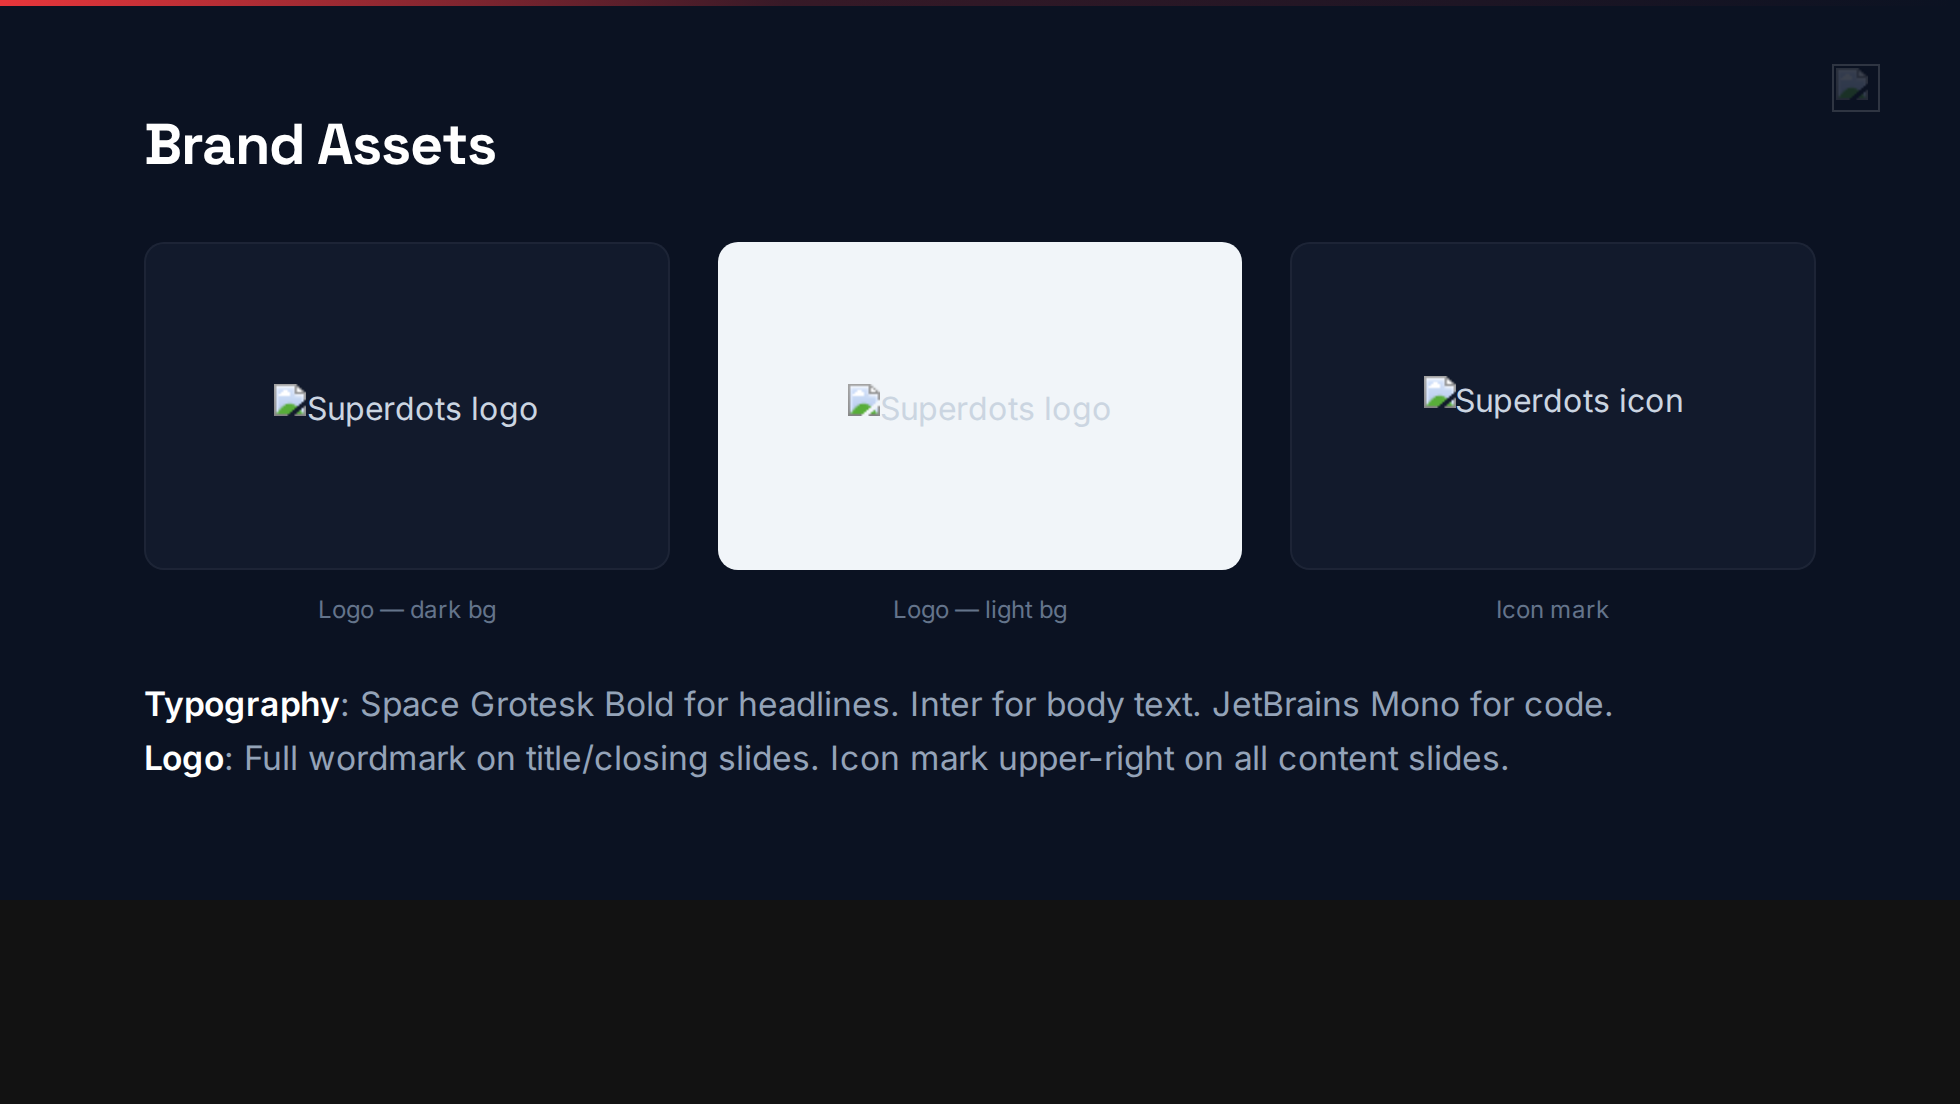 Brand Assets
Superdots logo
Superdots logo
Superdots icon
Logo — dark bg
Logo — light bg
Icon mark
Typography: Space Grotesk Bold for headlines. Inter for body text. JetBrains Mono for code.
Logo: Full wordmark on title/closing slides. Icon mark upper-right on all content slides.